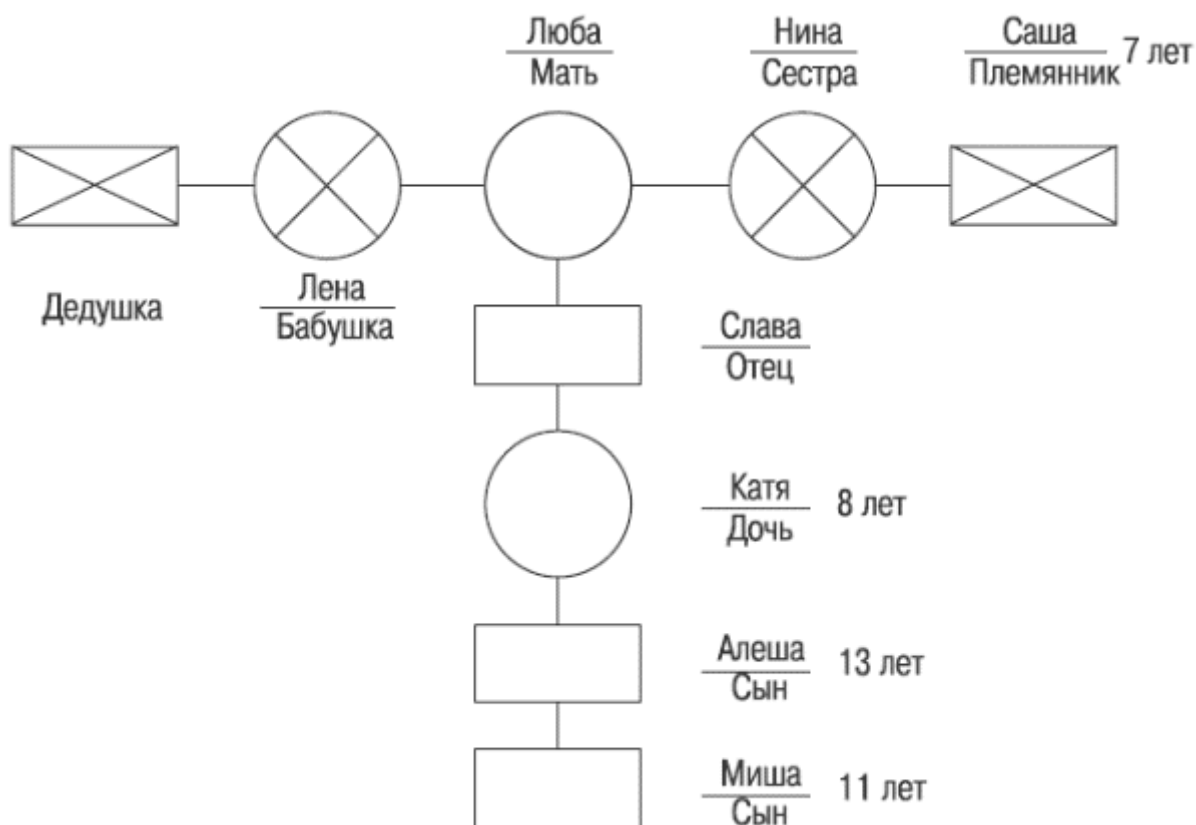 Люба
Мать
Нина
Сестра
Саша
Племянник
7 лет
Дедушка
Лена
Бабушка
Слава
Отец
Катя
Дочь
8 лет
Алеша
Сын
13 лет
Миша
Сын
11 лет